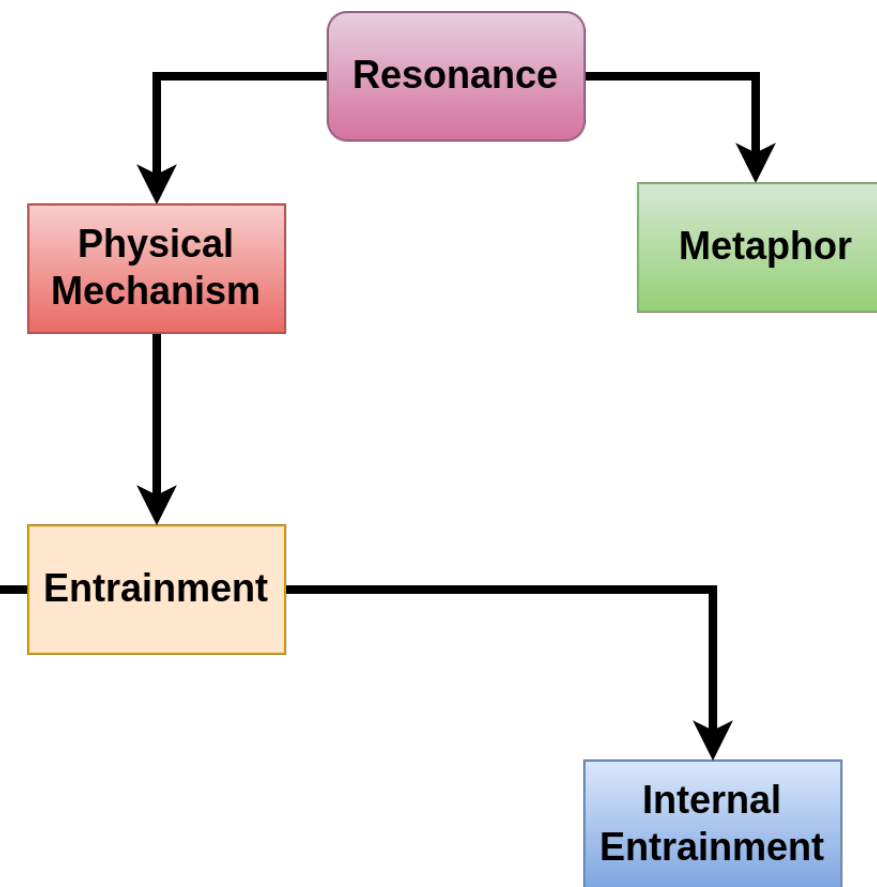 Resonance
Physical
Mechanism
Metaphor
Entrainment
Internal
Entrainment